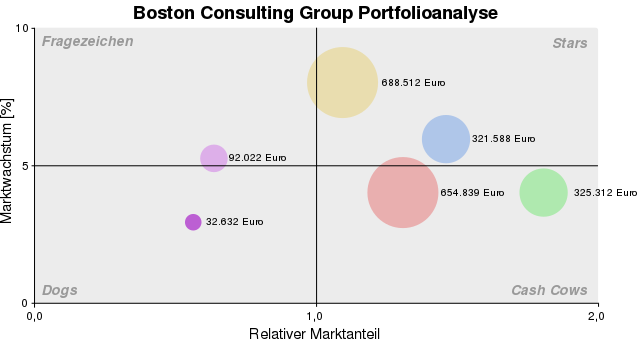 Boston Consulting Group Portfolioanalyse
10
Fragezeichen
Stars
688.512 Euro
321.588 Euro
92.022 Euro
5
654.839 Euro
325.312 Euro
32.632 Euro
Marktwachstum [%]
Dogs
Cash Cows
0
0,0
1,0
2,0
Relativer Marktanteil